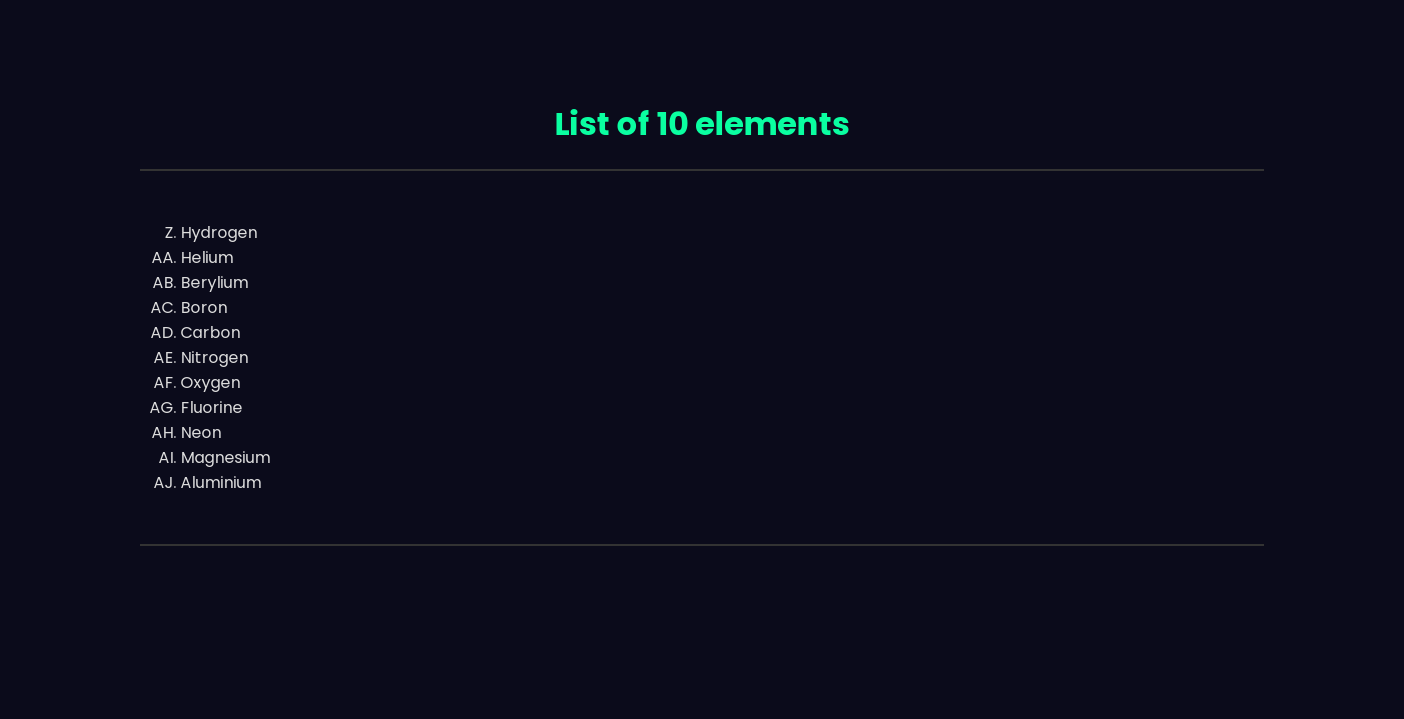 List of 10 elements
Z. Hydrogen
AA. Helium
AB. Berylium
AC. Boron
AD. Carbon
AE. Nitrogen
AF. Oxygen
AG. Fluorine
AH. Neon
AI. Magnesium
AJ. Aluminium